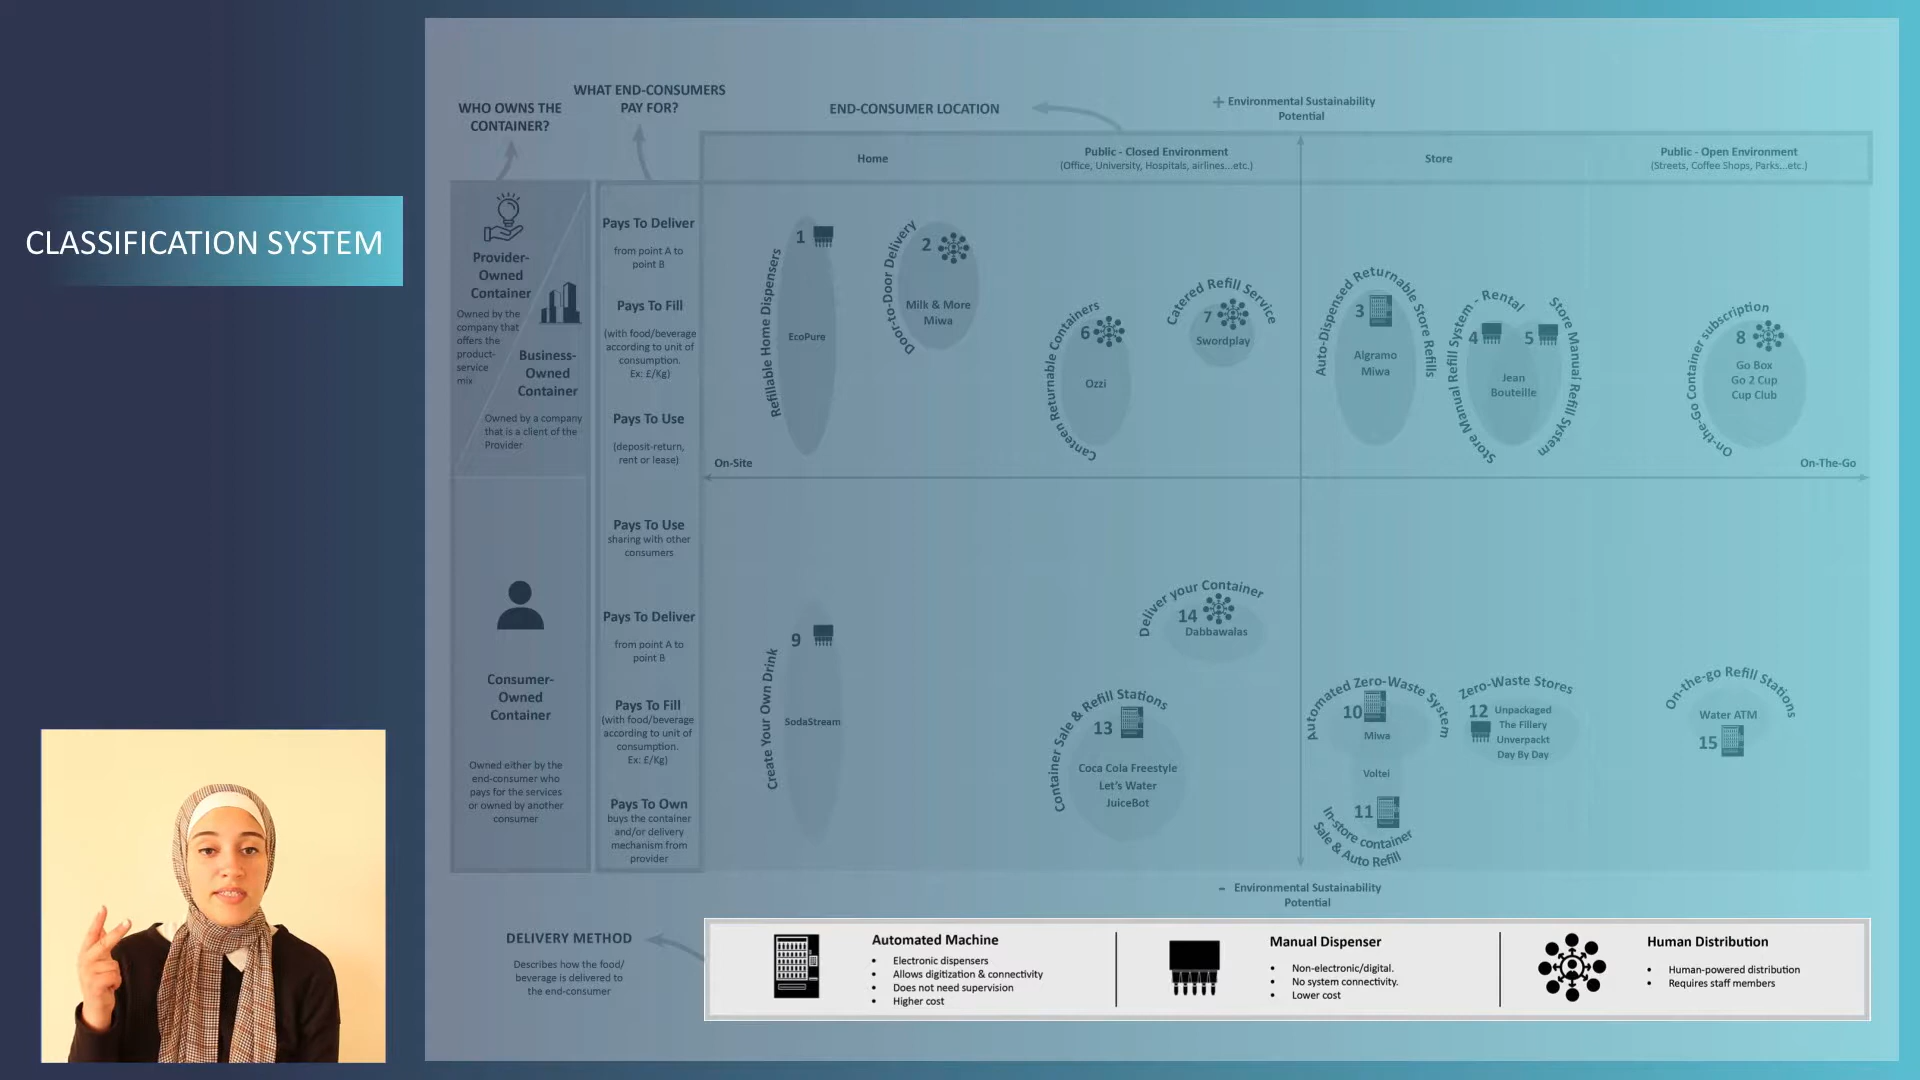 CLASSIFICATION SYSTEM
WHO OWNS THE
CONTAINER?
WHAT END-CONSUMERS
PAY FOR?
END-CONSUMER LOCATION
+ Environmental Sustainability
Potential
Home
Public - Closed Environment
(Office, University, Hospitals, airlines...etc.)
Store
Public - Open Environment
(Streets, Coffee Shops, Parks...etc.)
Provider-
Owned
Container
Owned by the
company that
offers the
product-
service
mix
Business-
Owned
Container
Owned by a company
that is a client of the
Provider
Pays To Deliver
from point A to
point B
Pays To Fill
(with food/beverage
according to unit of
consumption.
Ex: £/Kg)
Pays To Use
(deposit-return,
rent or lease)
Refillable Home Dispensers
1
EcoPure
Door-to-Door Delivery
2
Milk & More
Miwa
Canteen Returnable Containers
6
Ozzi
Catered Refill Service
7
Swordplay
Auto-Dispensed Returnable Store Refills
3
Algramo
Miwa
Store Manual Refill System - Rental
4
5
Jean
Bouteille
Store Manual Refill System
On-the-Go Container subscription
8
Go Box
Go 2 Cup
Cup Club
On-Site
On-The-Go
Consumer-
Owned
Container
Owned either by the
end-consumer who
pays for the services
or owned by another
consumer
Pays To Use
sharing with other
consumers
Pays To Deliver
from point A to
point B
Pays To Fill
(with food/beverage
according to unit of
consumption.
Ex: £/Kg)
Pays To Own
buys the container
and/or delivery
mechanism from
provider
Create Your Own Drink
9
SodaStream
Deliver your Container
14
Dabbawalas
Container Sale & Refill Stations
13
Coca Cola Freestyle
Let's Water
JuiceBot
Automated Zero-Waste System
10
Miwa
Voltei
11
In-store container
Sale & Auto Refill
Zero-Waste Stores
12
Unpackaged
The Fillery
Unverpackt
Day By Day
On-the-go Refill Stations
Water ATM
15
- Environmental Sustainability
Potential
DELIVERY METHOD
Describes how the food/
beverage is delivered to
the end-consumer
Automated Machine
• Electronic dispensers
• Allows digitization & connectivity
• Does not need supervision
• Higher cost
Manual Dispenser
• Non-electronic/digital.
• No system connectivity.
• Lower cost
Human Distribution
• Human-powered distribution
• Requires staff members